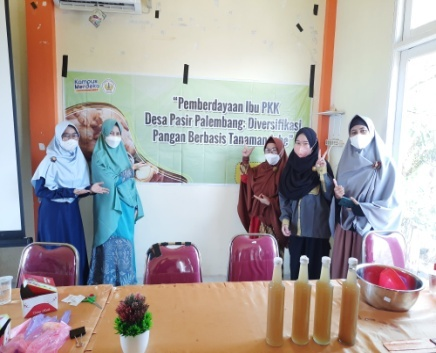 Kampus
Merdeka
"Pemberdayaan Ibu PKK
Desa Pasir Palembang: Diversifikasi
Pangan Berbasis Tanaman